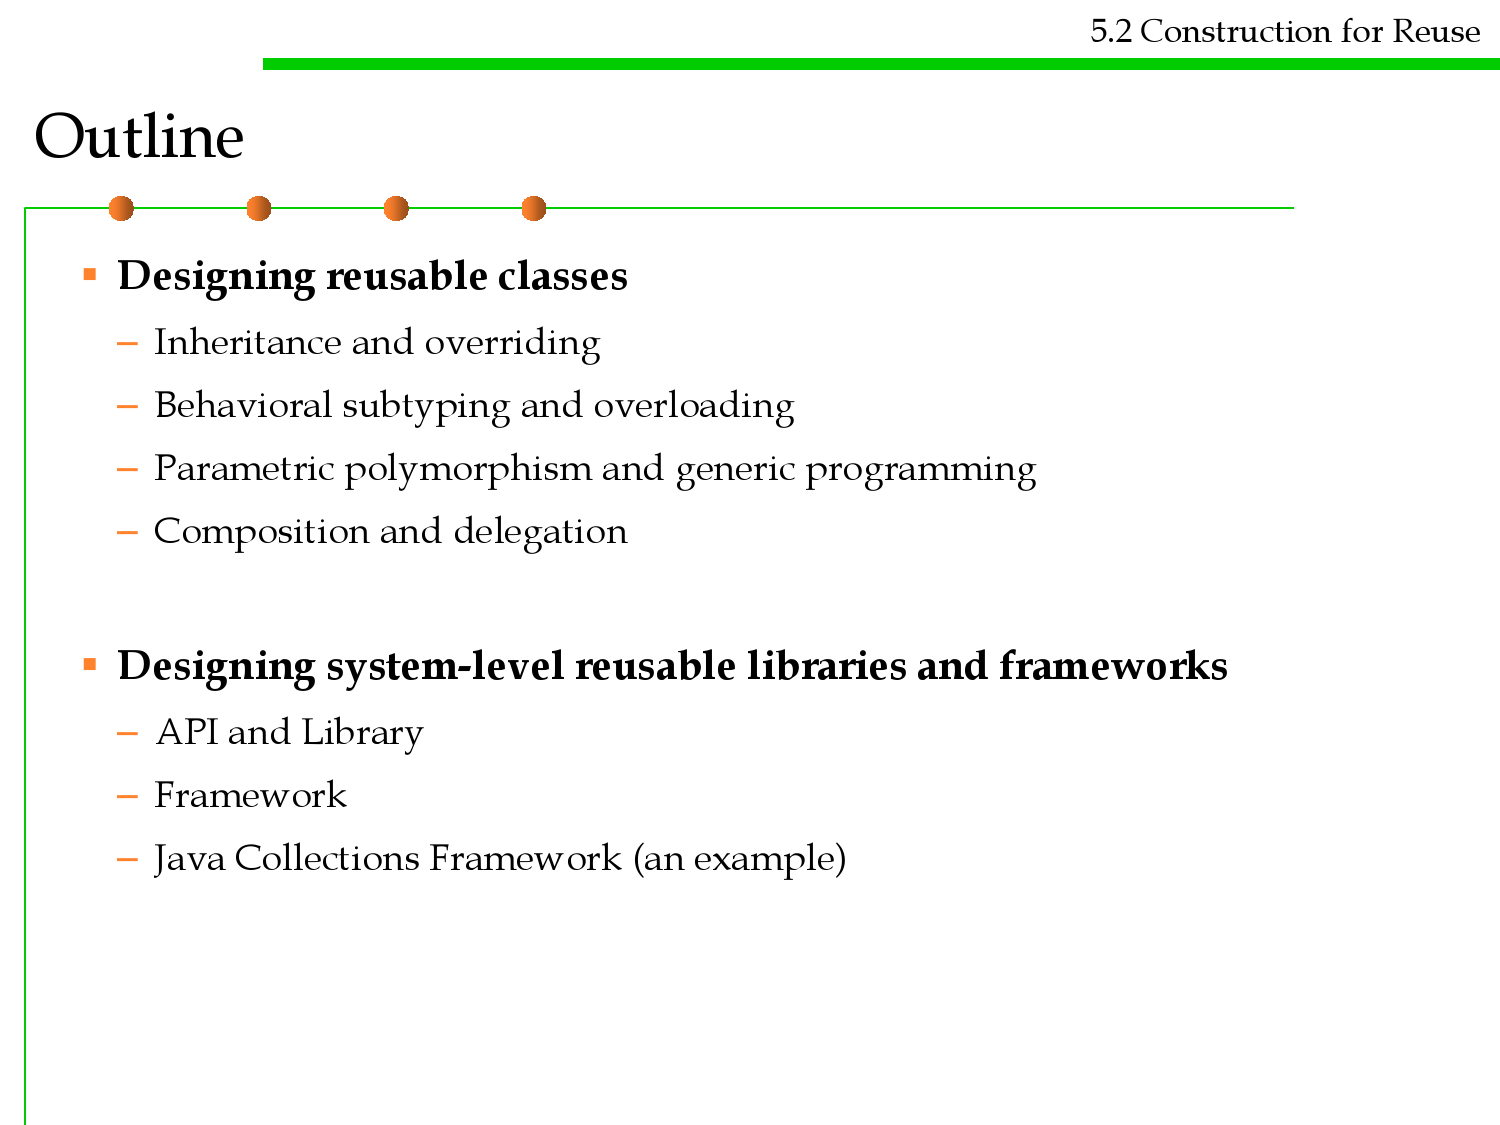 5.2 Construction for Reuse
Outline
▪ Designing reusable classes
– Inheritance and overriding
– Behavioral subtyping and overloading
– Parametric polymorphism and generic programming
– Composition and delegation
▪ Designing system-level reusable libraries and frameworks
– API and Library
– Framework
– Java Collections Framework (an example)